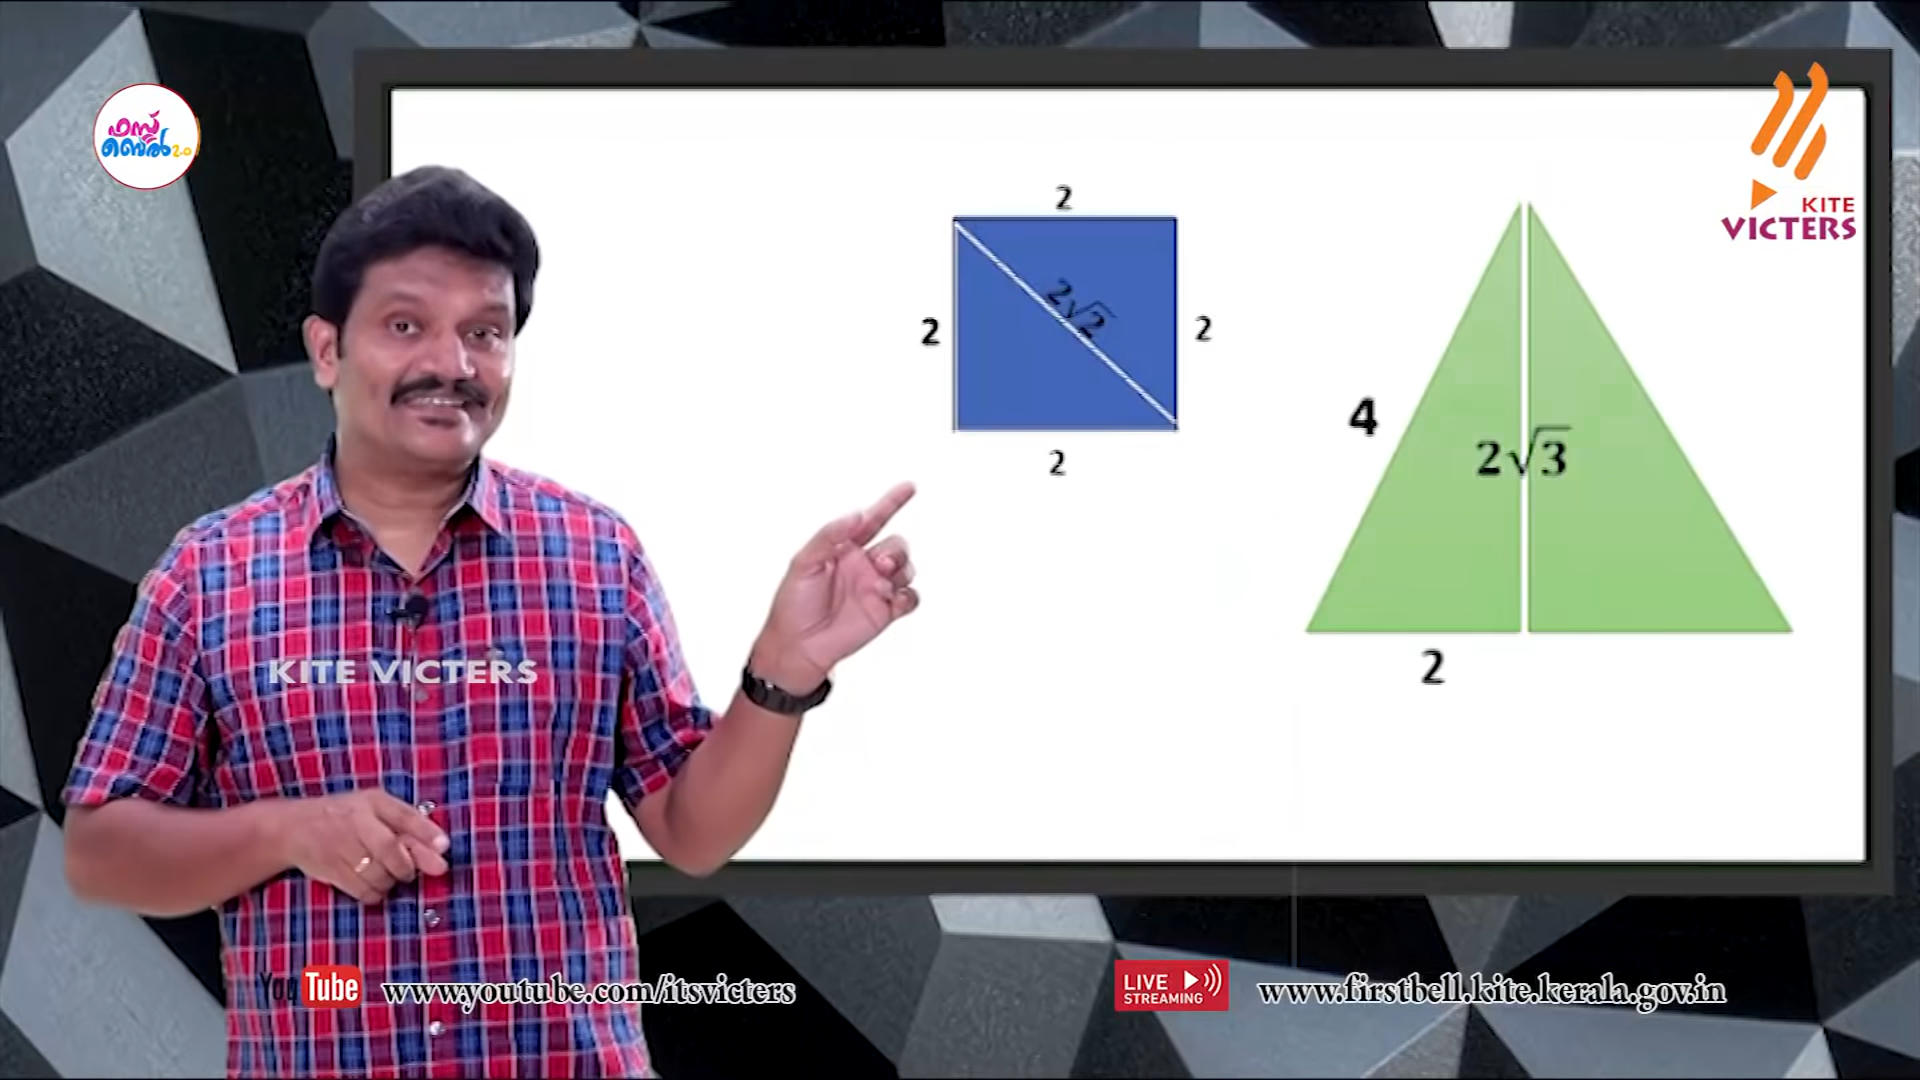 ഫസ്റ്റ്
ബെൽ 2.0
KITE
VICTERS
2
2
2√2
2
2
4
2√3
2
KITE VICTERS
YouTube www.youtube.com/itsvicters
LIVE
STREAMING
www.firstbell.kite.kerala.gov.in